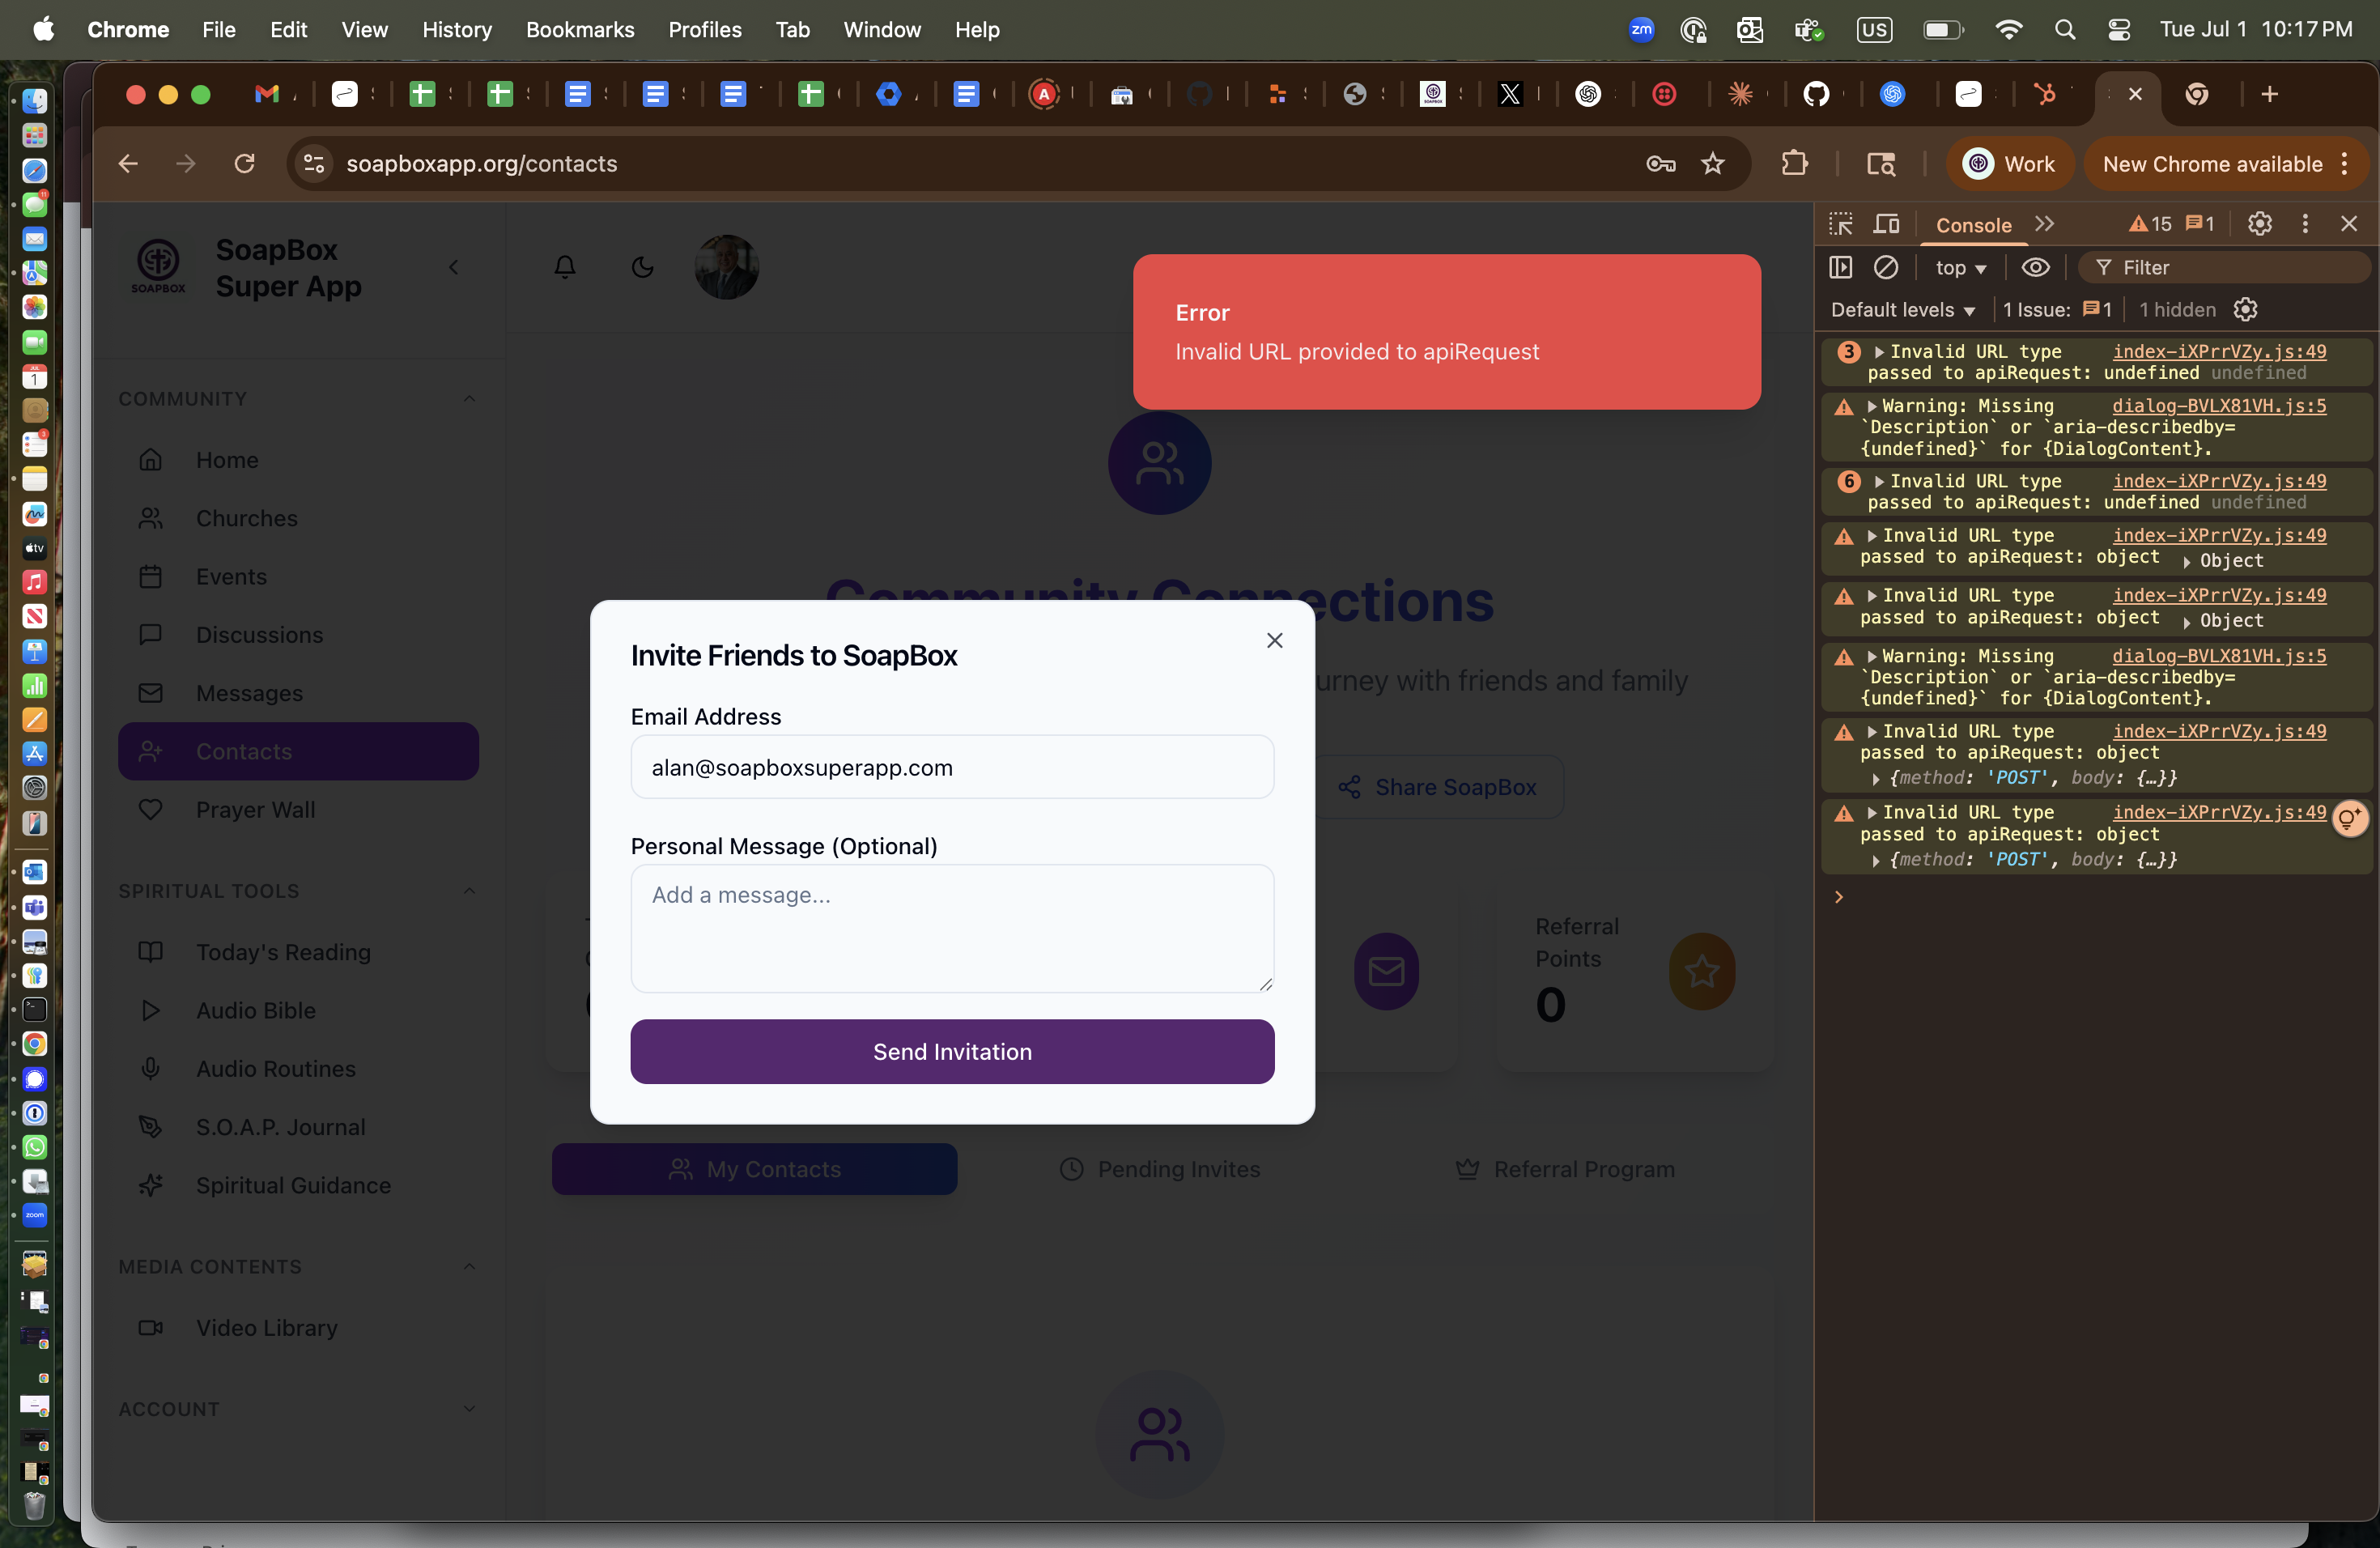 Chrome File Edit View History Bookmarks Profiles Tab Window Help
zm US Tue Jul 1 10:17 PM
soapboxapp.org/contacts
Work
New Chrome available
SoapBox
Super App
SOAPBOX
COMMUNITY
Home
Churches
Events
Discussions
Messages
Contacts
Prayer Wall
SPIRITUAL TOOLS
Today's Reading
Audio Bible
Audio Routines
S.O.A.P. Journal
Spiritual Guidance
MEDIA CONTENTS
Video Library
ACCOUNT
Error
Invalid URL provided to apiRequest
Community Connections
urney with friends and family
Share SoapBox
Invite Friends to SoapBox
Email Address
alan@soapboxsuperapp.com
Personal Message (Optional)
Add a message...
Send Invitation
Referral
Points
0
My Contacts
Pending Invites
Referral Program
Console
15 1
top
Filter
Default levels
1 Issue: 1
1 hidden
3 Invalid URL type index-iXPrrVZy.js:49
passed to apiRequest: undefined undefined
Warning: Missing dialog-BVLX81VH.js:5
`Description` or `aria-describedby=
{undefined}` for {DialogContent}.
6 Invalid URL type index-iXPrrVZy.js:49
passed to apiRequest: undefined undefined
Invalid URL type index-iXPrrVZy.js:49
passed to apiRequest: object Object
Invalid URL type index-iXPrrVZy.js:49
passed to apiRequest: object Object
Warning: Missing dialog-BVLX81VH.js:5
`Description` or `aria-describedby=
{undefined}` for {DialogContent}.
Invalid URL type index-iXPrrVZy.js:49
passed to apiRequest: object
{method: 'POST', body: {…}}
Invalid URL type index-iXPrrVZy.js:49
passed to apiRequest: object
{method: 'POST', body: {…}}